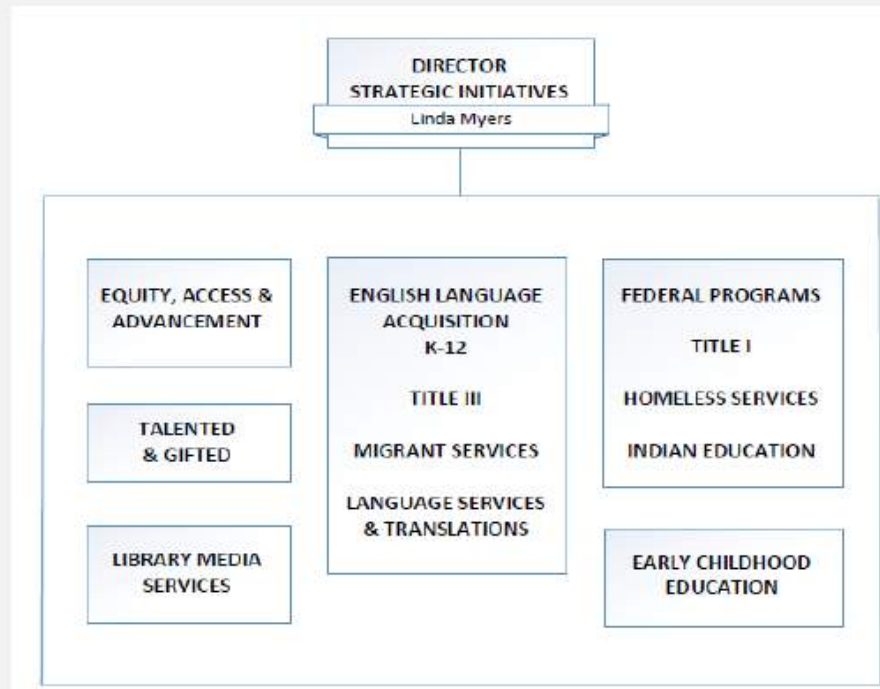 DIRECTOR
STRATEGIC INITIATIVES
Linda Myers
EQUITY, ACCESS &
ADVANCEMENT
TALENTED
& GIFTED
LIBRARY MEDIA
SERVICES
ENGLISH LANGUAGE
ACQUISITION
K-12
TITLE III
MIGRANT SERVICES
LANGUAGE SERVICES
& TRANSLATIONS
FEDERAL PROGRAMS
TITLE I
HOMELESS SERVICES
INDIAN EDUCATION
EARLY CHILDHOOD
EDUCATION